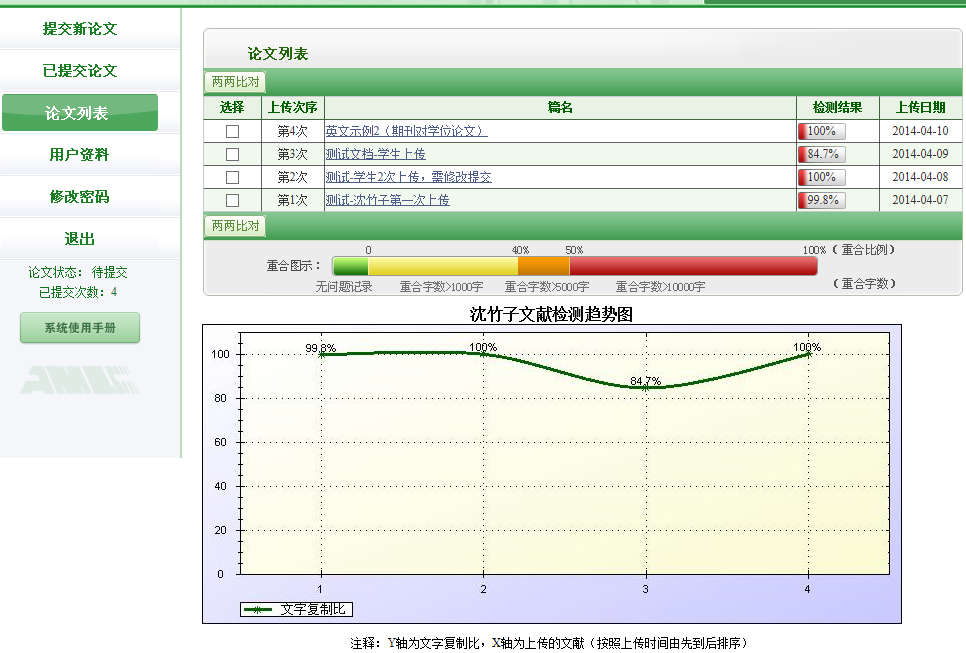 提交新论文
已提交论文
论文列表
用户资料
修改密码
退出
论文状态：待提交
已提交次数：4
系统使用手册
AMLC
论文列表
两两比对
选择 上传次序 篇名 检测结果 上传日期
第4次 英文示例2（期刊对学位论文） 100% 2014-04-10
第3次 测试文档-学生上传 84.7% 2014-04-09
第2次 测试-学生2次上传，需修改提交 100% 2014-04-08
第1次 测试-沈竹子第一次上传 99.8% 2014-04-07
两两比对
0 40% 50% 100%（重合比例）
重合图示：
无问题记录 重合字数>1000字 重合字数>5000字 重合字数>10000字 （重合字数）
沈竹子文献检测趋势图
99.8% 100% 84.7% 100%
100
80
60
40
20
0
1 2 3 4
文字复制比
注释：Y轴为文字复制比，X轴为上传的文献（按照上传时间由先到后排序）